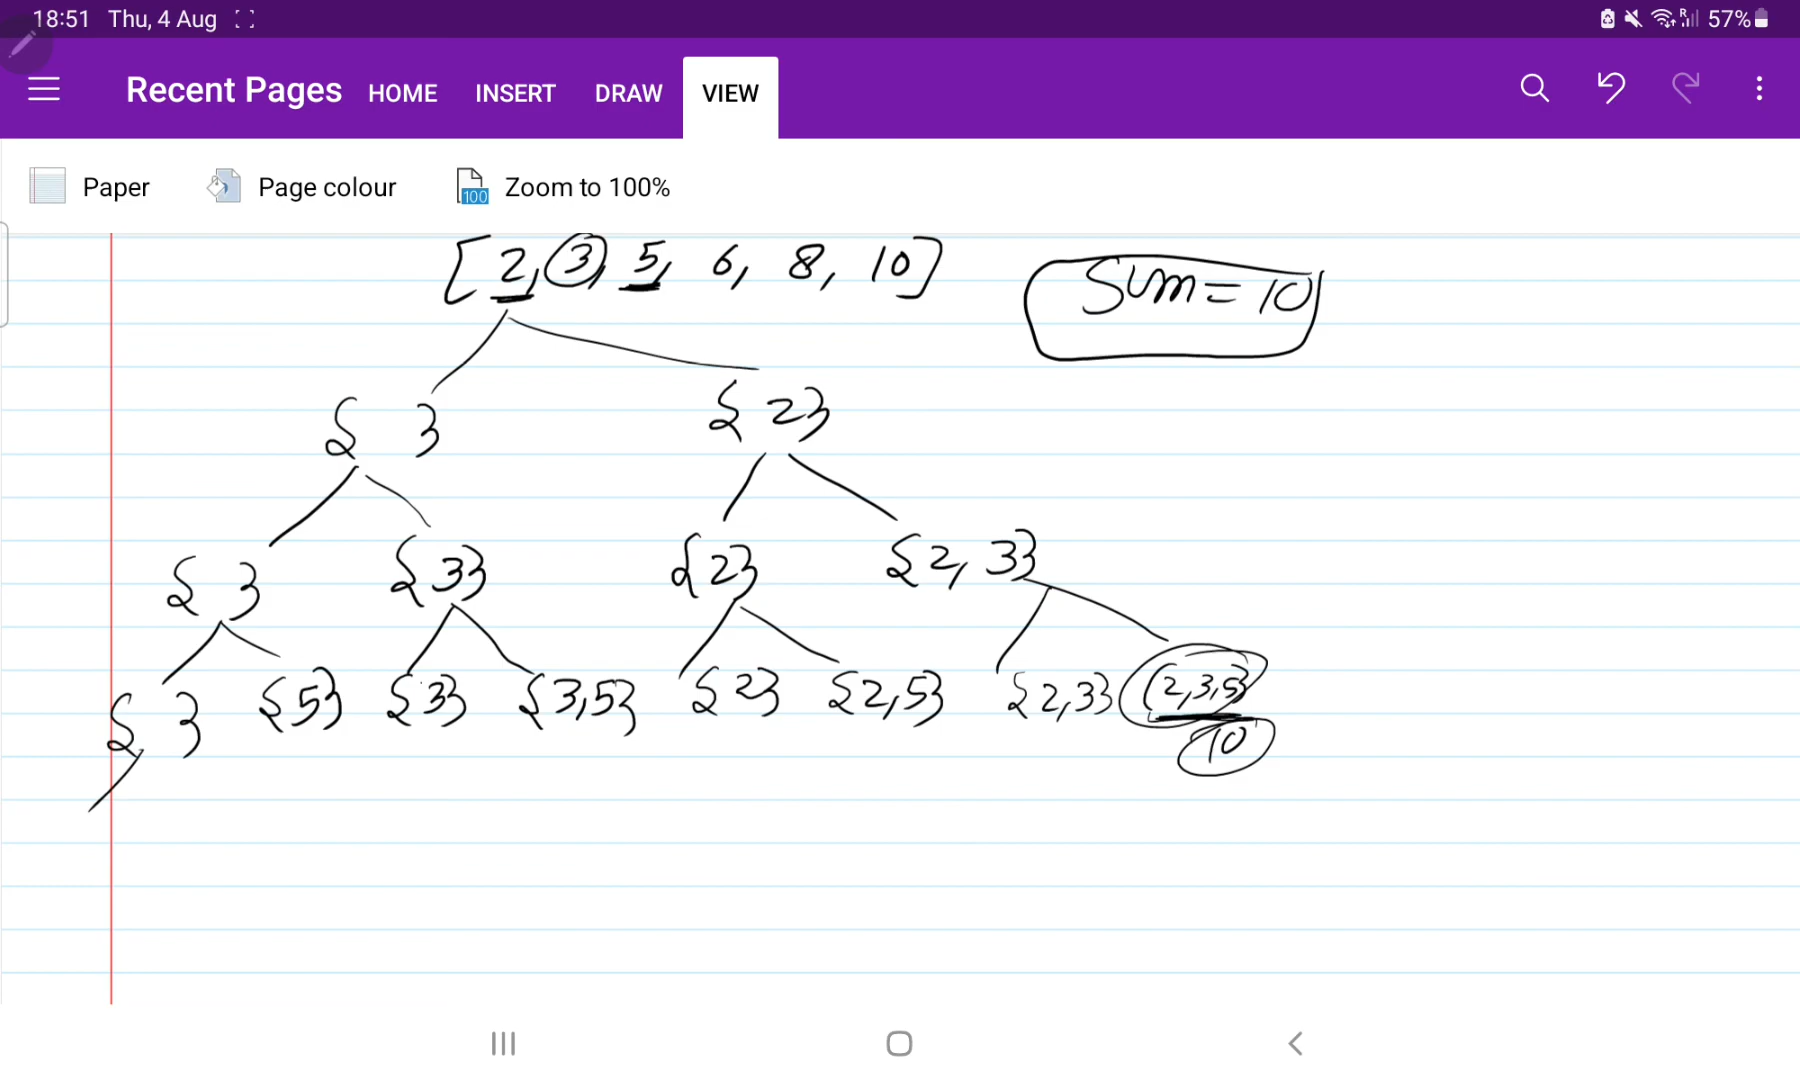 18:51 Thu, 4 Aug 57%
Recent Pages HOME INSERT DRAW VIEW
Paper Page colour 100 Zoom to 100%
[2, 3, 5, 6, 8, 10] Sum=10
{ } {2}
{ } {3} {2} {2, 3}
{ } {5} {3} {3,5} {2} {2,5} {2,3} {2,3,5}
10